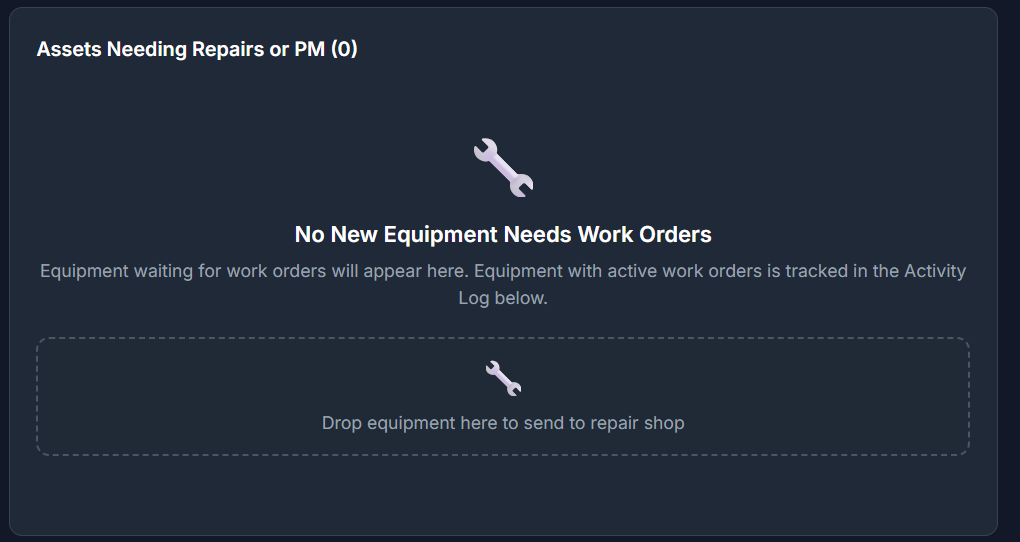 Assets Needing Repairs or PM (0)
No New Equipment Needs Work Orders
Equipment waiting for work orders will appear here. Equipment with active work orders is tracked in the Activity
Log below.
Drop equipment here to send to repair shop